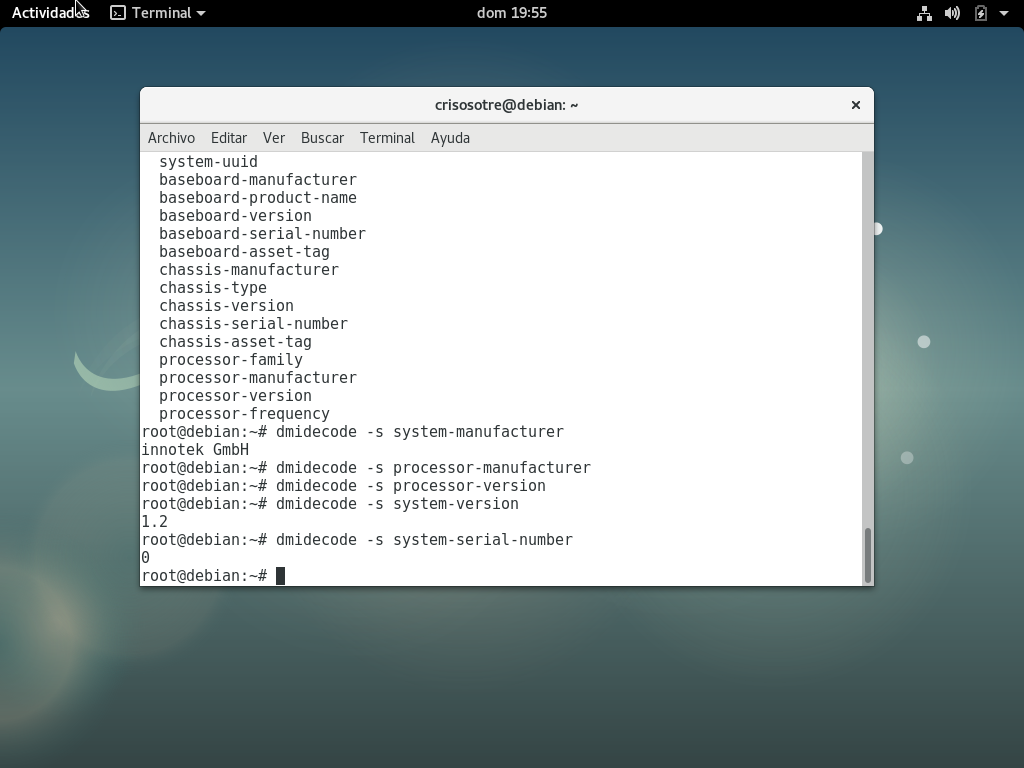 Actividades
Terminal
dom 19:55
crisosotre@debian: ~
Archivo Editar Ver Buscar Terminal Ayuda
system-uuid
baseboard-manufacturer
baseboard-product-name
baseboard-version
baseboard-serial-number
baseboard-asset-tag
chassis-manufacturer
chassis-type
chassis-version
chassis-serial-number
chassis-asset-tag
processor-family
processor-manufacturer
processor-version
processor-frequency
root@debian:~# dmidecode -s system-manufacturer
innotek GmbH
root@debian:~# dmidecode -s processor-manufacturer
root@debian:~# dmidecode -s processor-version
root@debian:~# dmidecode -s system-version
1.2
root@debian:~# dmidecode -s system-serial-number
0
root@debian:~#